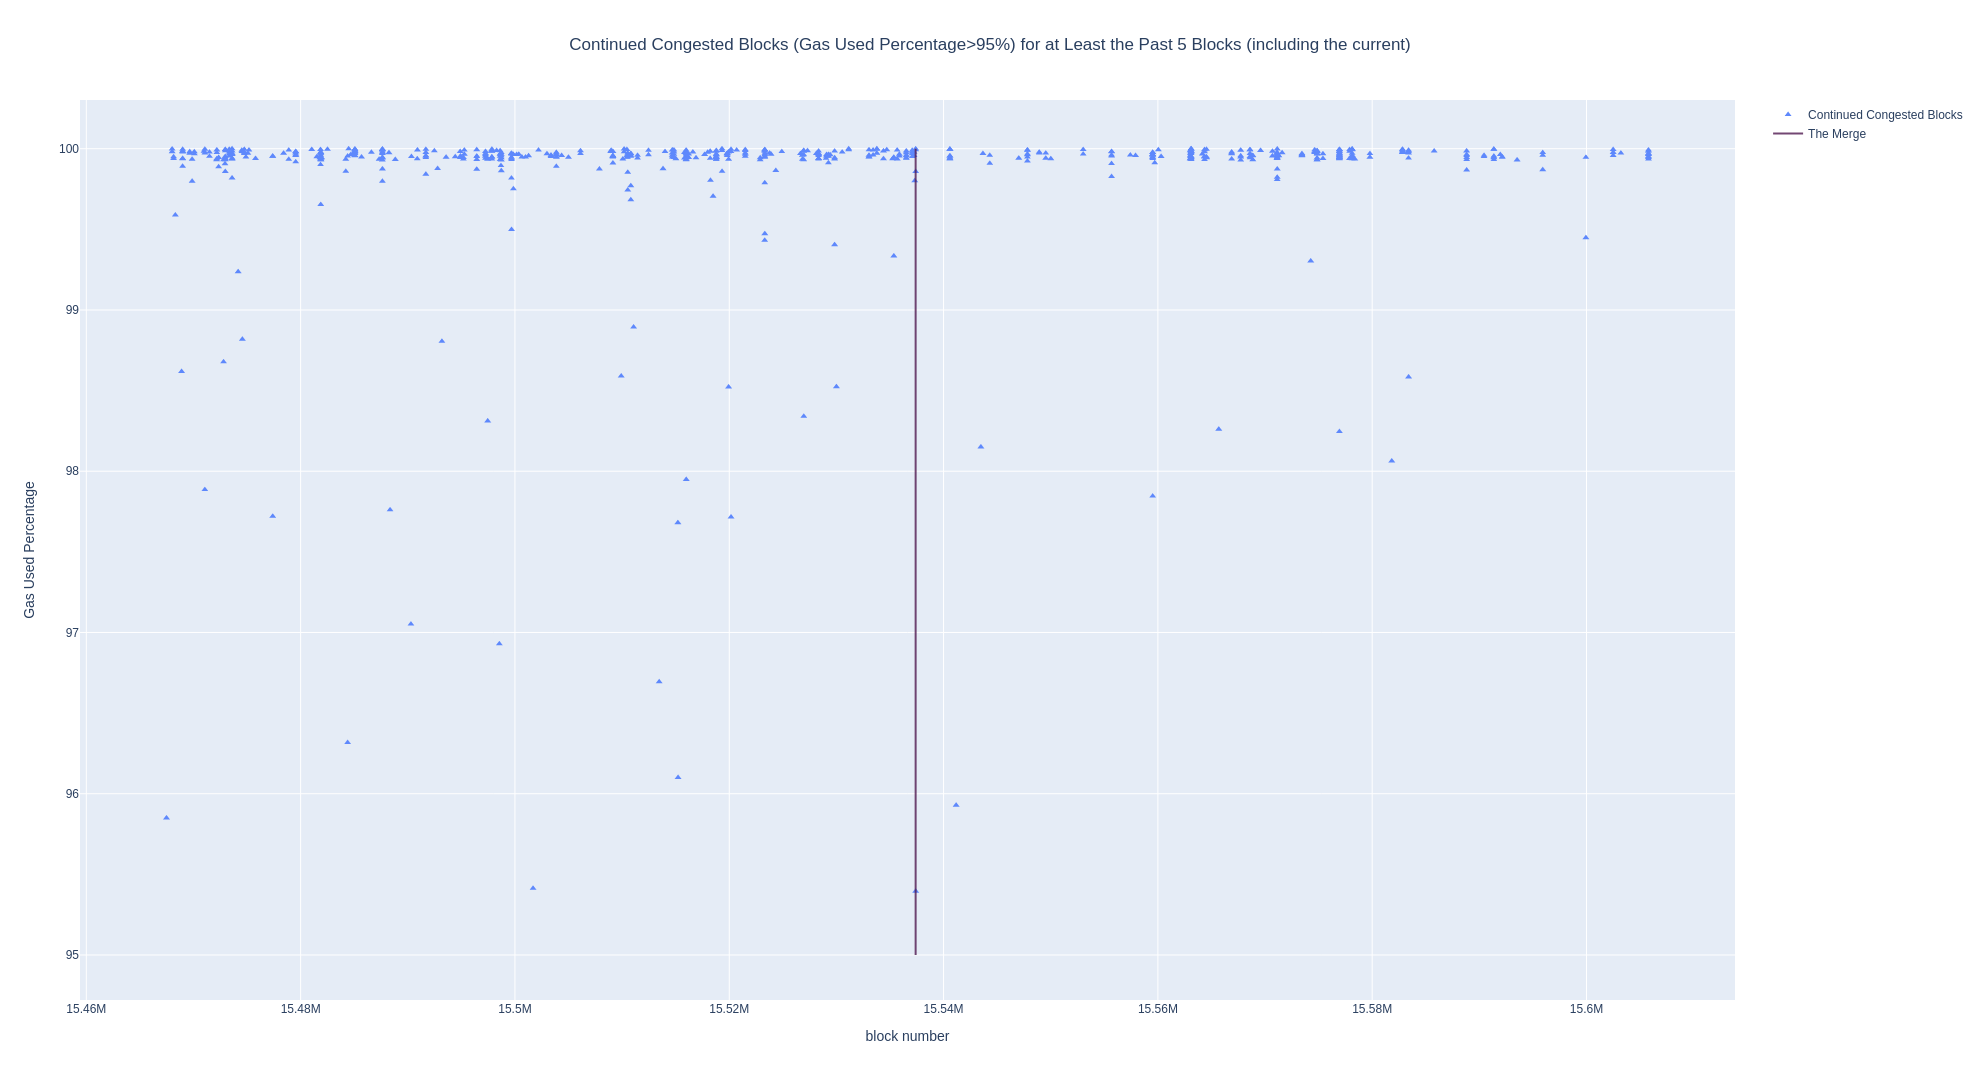 Continued Congested Blocks (Gas Used Percentage>95%) for at Least the Past 5 Blocks (including the current)
Continued Congested Blocks
The Merge
100
99
98
97
96
95
Gas Used Percentage
15.46M
15.48M
15.5M
15.52M
15.54M
15.56M
15.58M
15.6M
block number